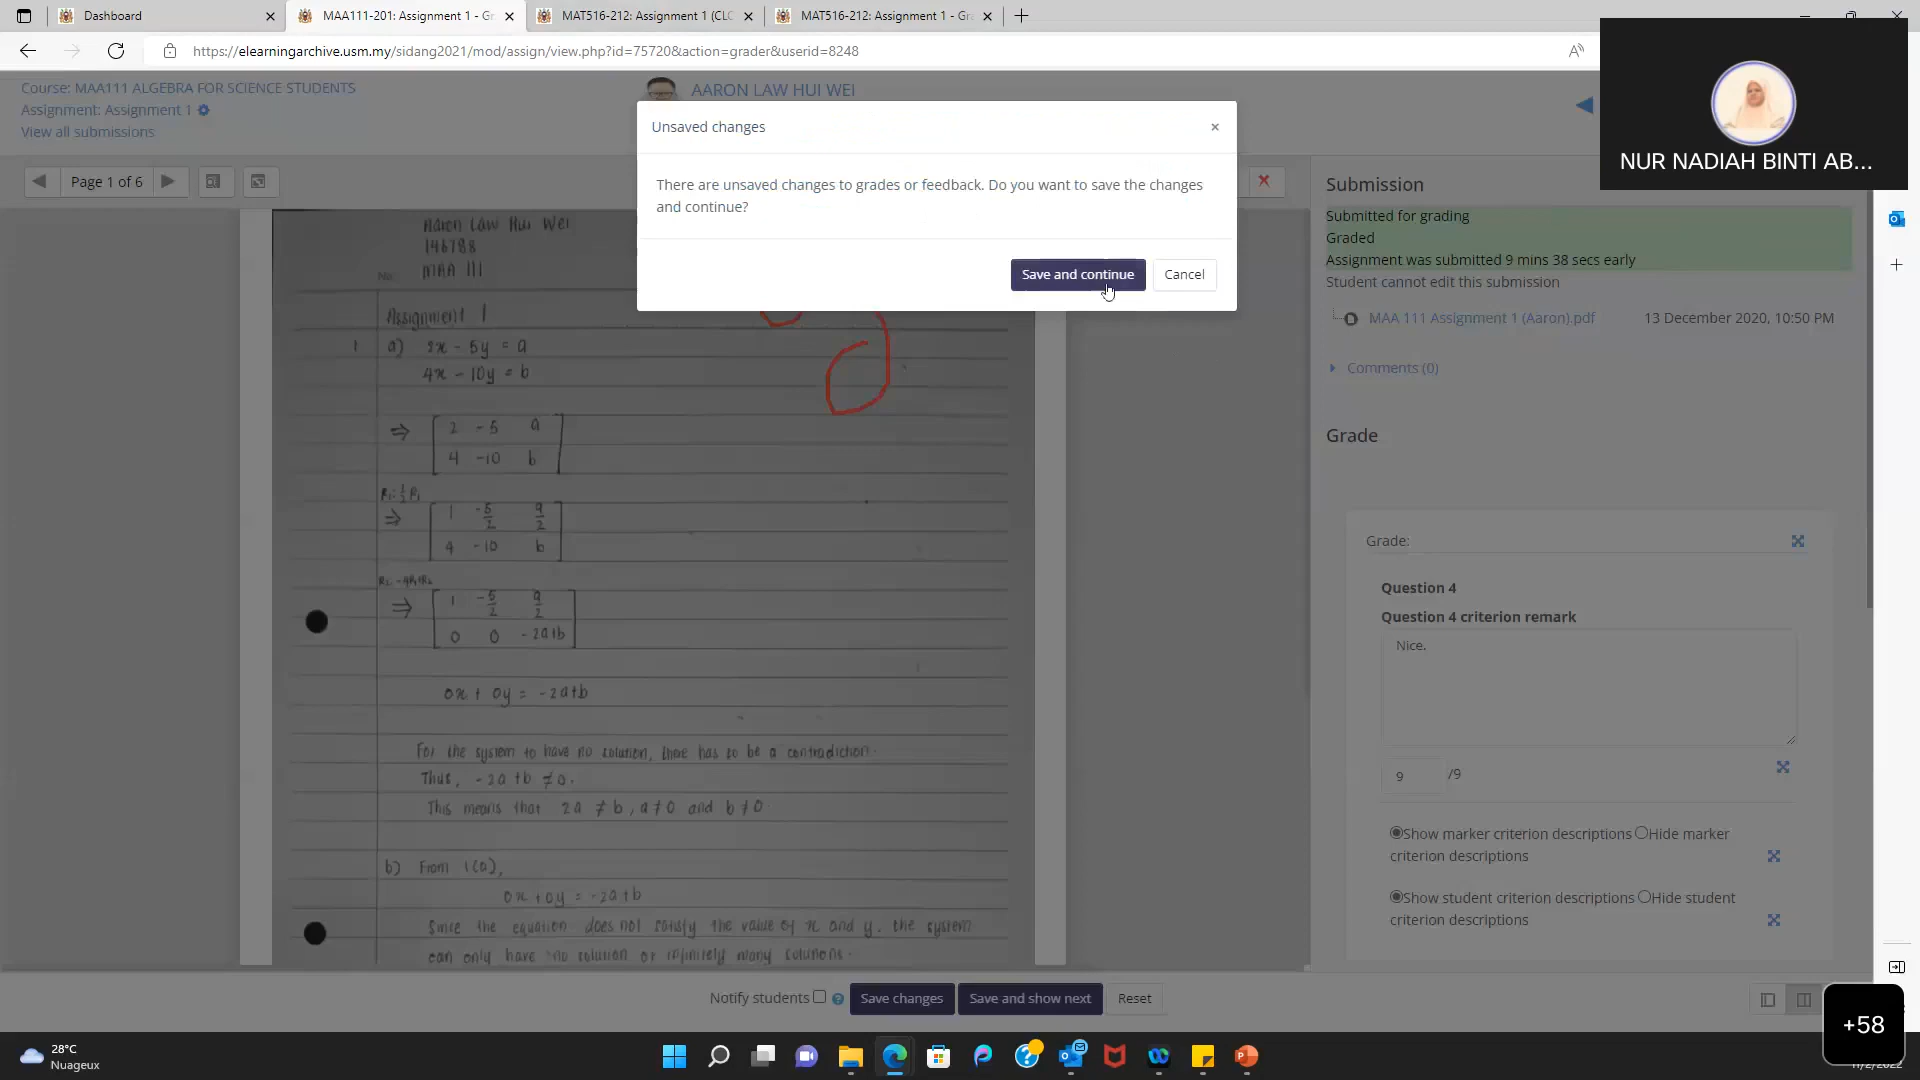 Dashboard
MAA111-201: Assignment 1 - Gr
MAT516-212: Assignment 1 (CLC
MAT516-212: Assignment 1 - Gra
https://elearningarchive.usm.my/sidang2021/mod/assign/view.php?id=75720&action=grader&userid=8248
Course: MAA111 ALGEBRA FOR SCIENCE STUDENTS
Assignment: Assignment 1
View all submissions
AARON LAW HUI WEI
NUR NADIAH BINTI AB...
Unsaved changes
There are unsaved changes to grades or feedback. Do you want to save the changes
and continue?
Save and continue
Cancel
Page 1 of 6
Aaron Law Hui Wei
146788
No.
MAA 111
Assignment 1
1 a) 2x - 5y = a
4x - 10y = b
⇒ 2 -5 a
4 -10 b
R₁: 1/2 R₁
⇒ 1 -5/2 a/2
4 -10 b
⇒ 1 -5/2 a/2
0 0 -2a+b
0x + 0y = -2a+b
For the system to have no solution, there has to be a contradiction.
Thus, -2a+b ≠ 0.
This means that 2a ≠ b, a≠0 and b≠0.
b) From 1(a),
0x + 0y = -2a+b
Since the equation does not satisfy the value of x and y, the system
can only have no solution or infinitely many solutions.
Submission
Submitted for grading
Graded
Assignment was submitted 9 mins 38 secs early
Student cannot edit this submission
MAA 111 Assignment 1 (Aaron).pdf
13 December 2020, 10:50 PM
Comments (0)
Grade
Grade:
Question 4
Question 4 criterion remark
Nice.
9 /9
Show marker criterion descriptions Hide marker
criterion descriptions
Show student criterion descriptions Hide student
criterion descriptions
Notify students
Save changes
Save and show next
Reset
+58
28°C
Nuageux
11/2/2022